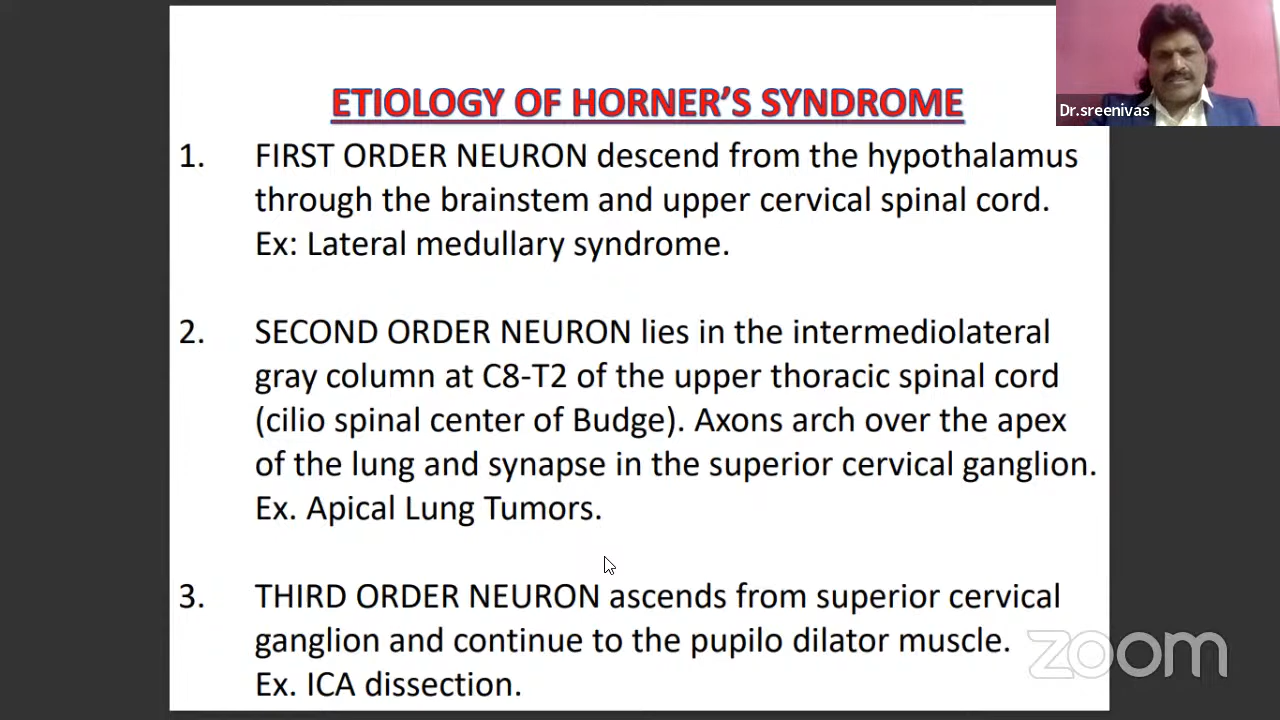 ETIOLOGY OF HORNER'S SYNDROME
Dr.sreenivas
1. FIRST ORDER NEURON descend from the hypothalamus
through the brainstem and upper cervical spinal cord.
Ex: Lateral medullary syndrome.
2. SECOND ORDER NEURON lies in the intermediolateral
gray column at C8-T2 of the upper thoracic spinal cord
(cilio spinal center of Budge). Axons arch over the apex
of the lung and synapse in the superior cervical ganglion.
Ex. Apical Lung Tumors.
3. THIRD ORDER NEURON ascends from superior cervical
ganglion and continue to the pupilo dilator muscle.
Ex. ICA dissection.
zoom